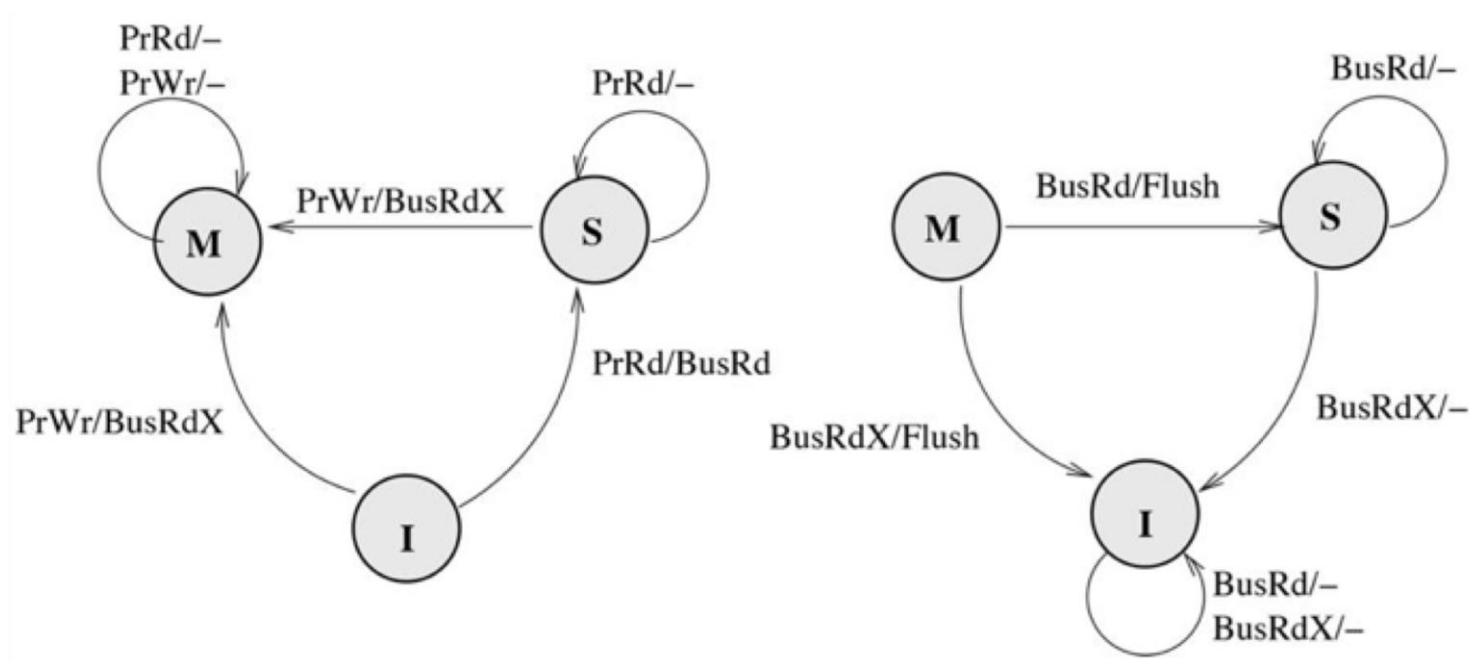 PrRd/–
PrWr/–
PrRd/–
PrWr/BusRdX
M
S
PrRd/BusRd
PrWr/BusRdX
I
BusRd/–
BusRd/Flush
M
S
BusRdX/–
BusRdX/Flush
I
BusRd/–
BusRdX/–